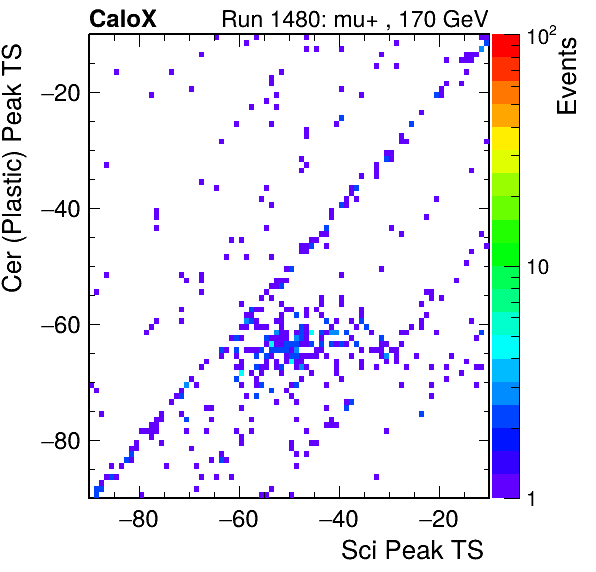 CaloX Run 1480: mu+ , 170 GeV
Cer (Plastic) Peak TS
−20
−40
−60
−80
−80 −60 −40 −20
Sci Peak TS
10²
10
1
Events